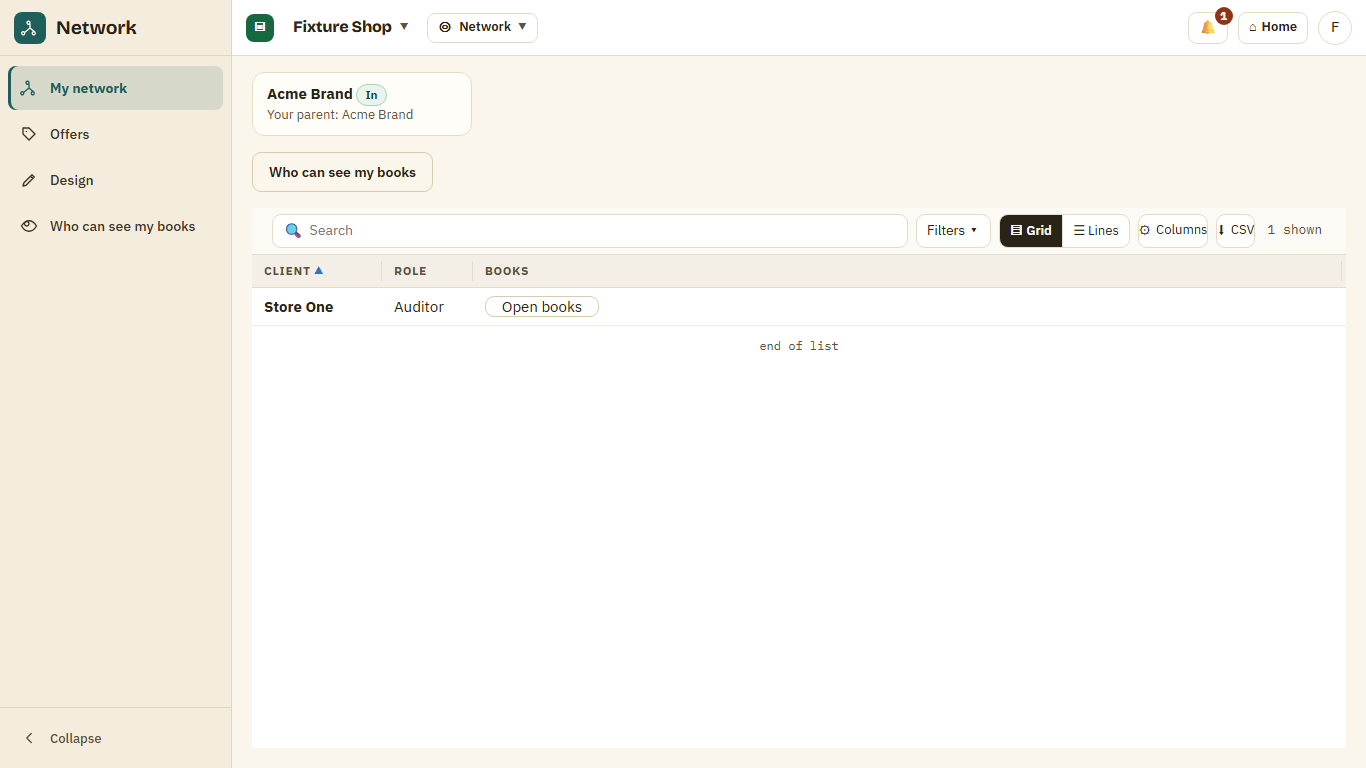 Network
Fixture Shop ▼
Network ▼
1
Home
F
My network
Offers
Design
Who can see my books
Collapse
Acme Brand In
Your parent: Acme Brand
Who can see my books
Search
Filters ▾
Grid
Lines
Columns
CSV
1 shown
CLIENT ▲
ROLE
BOOKS
Store One
Auditor
Open books
end of list